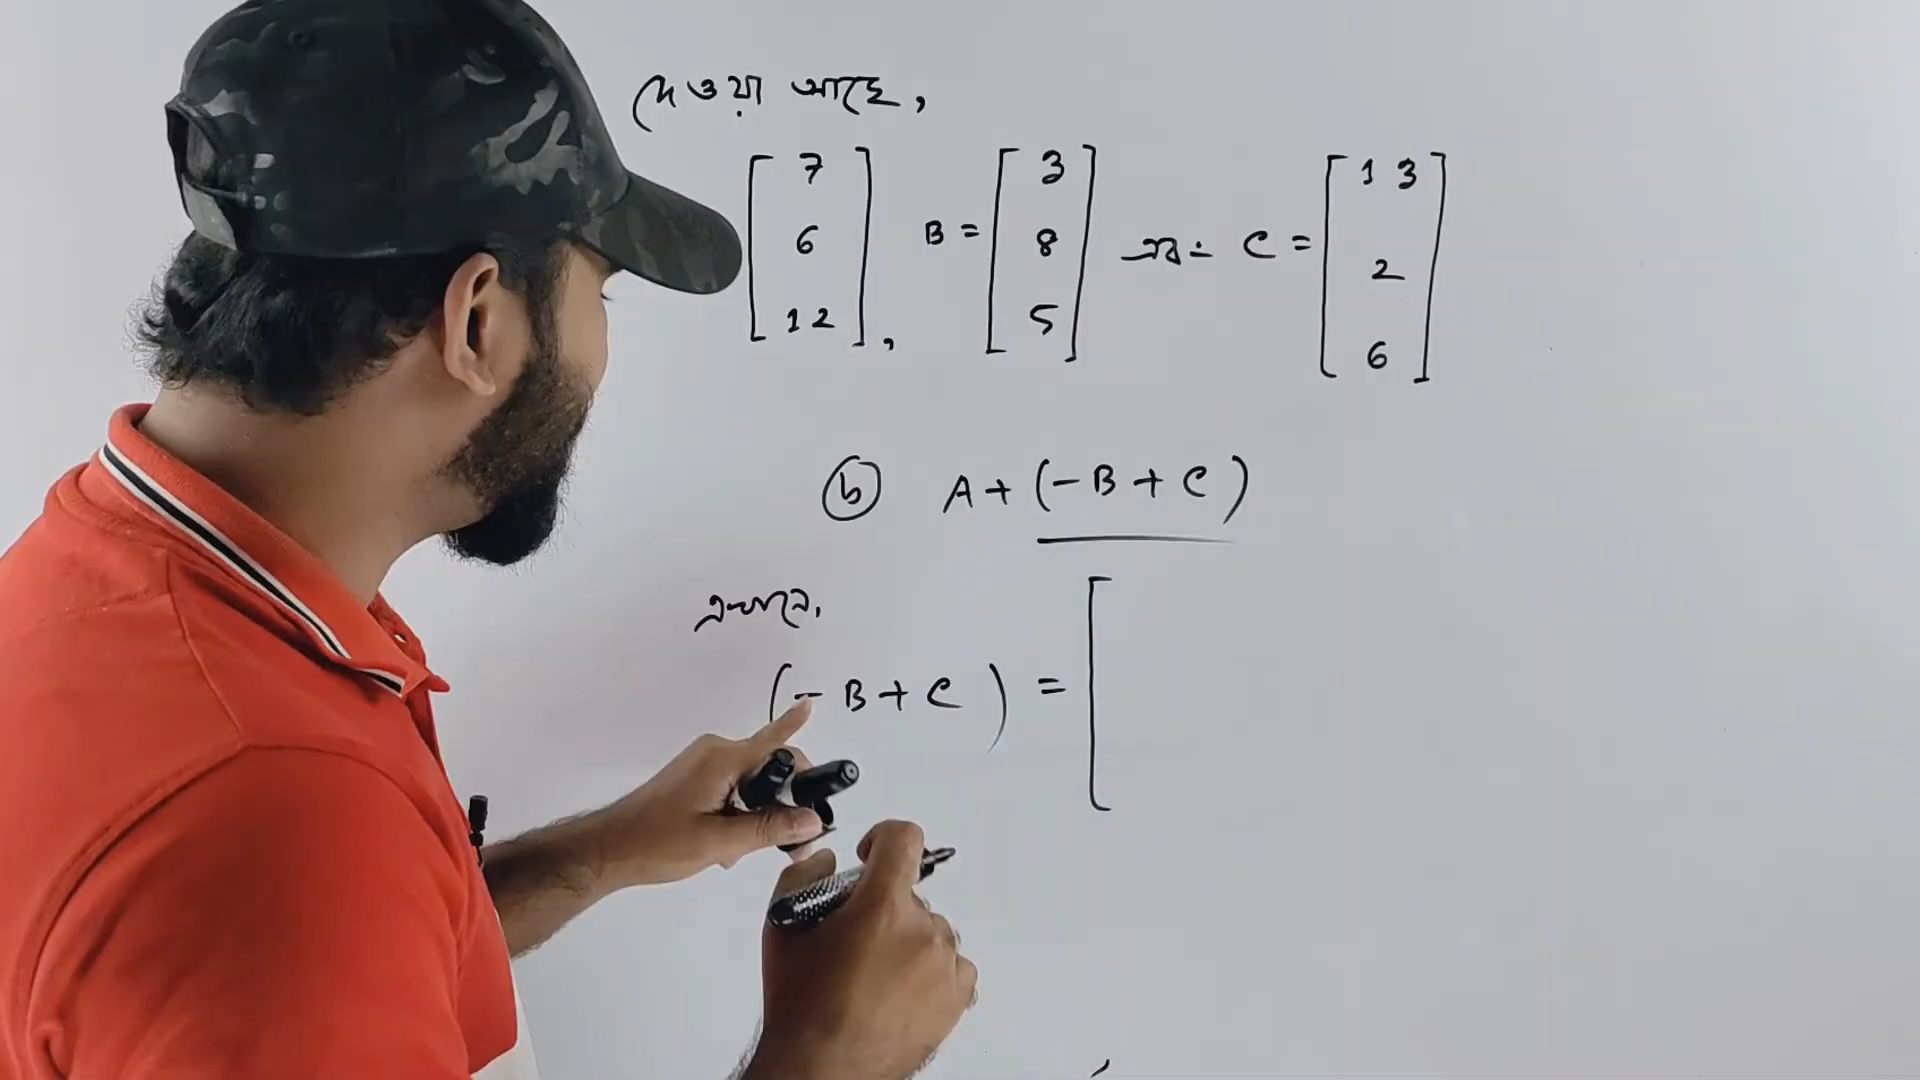 দেওয়া আছে,
[7 6 12], B = [3 8 5] এবং C = [13 2 6]
ⓑ A + (-B + C)
এখানে,
(-B + C) = [